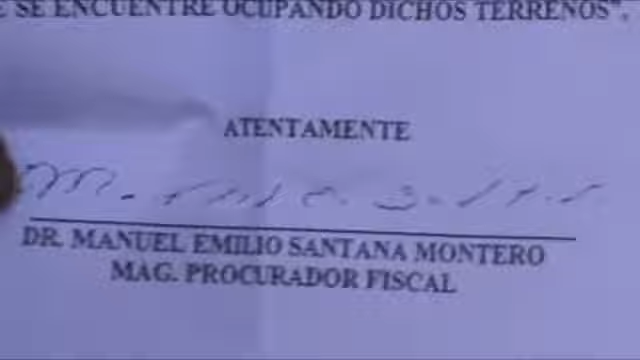 SE ENCUENTRE OCUPANDO DICHOS TERRENOS",
ATENTAMENTE
DR. MANUEL EMILIO SANTANA MONTERO
MAG. PROCURADOR FISCAL